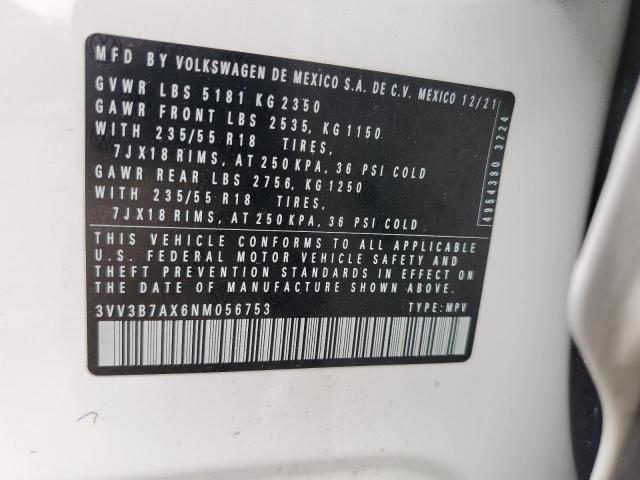 MFD BY VOLKSWAGEN DE MEXICO S.A. DE C.V. MEXICO 12/21
GVWR LBS 5181 KG 2350
GAWR FRONT LBS 2535, KG 1150
WITH 235/55 R18 TIRES,
7JX18 RIMS, AT 250 KPA, 36 PSI COLD
GAWR REAR LBS 2756, KG 1250
WITH 235/55 R18 TIRES,
7JX18 RIMS, AT 250 KPA, 36 PSI COLD
THIS VEHICLE CONFORMS TO ALL APPLICABLE
U.S. FEDERAL MOTOR VEHICLE SAFETY AND
THEFT PREVENTION STANDARDS IN EFFECT ON
THE DATE OF MANUFACTURE SHOWN ABOVE.
3VV3B7AX6NM056753 TYPE: MPV
4954390 3724